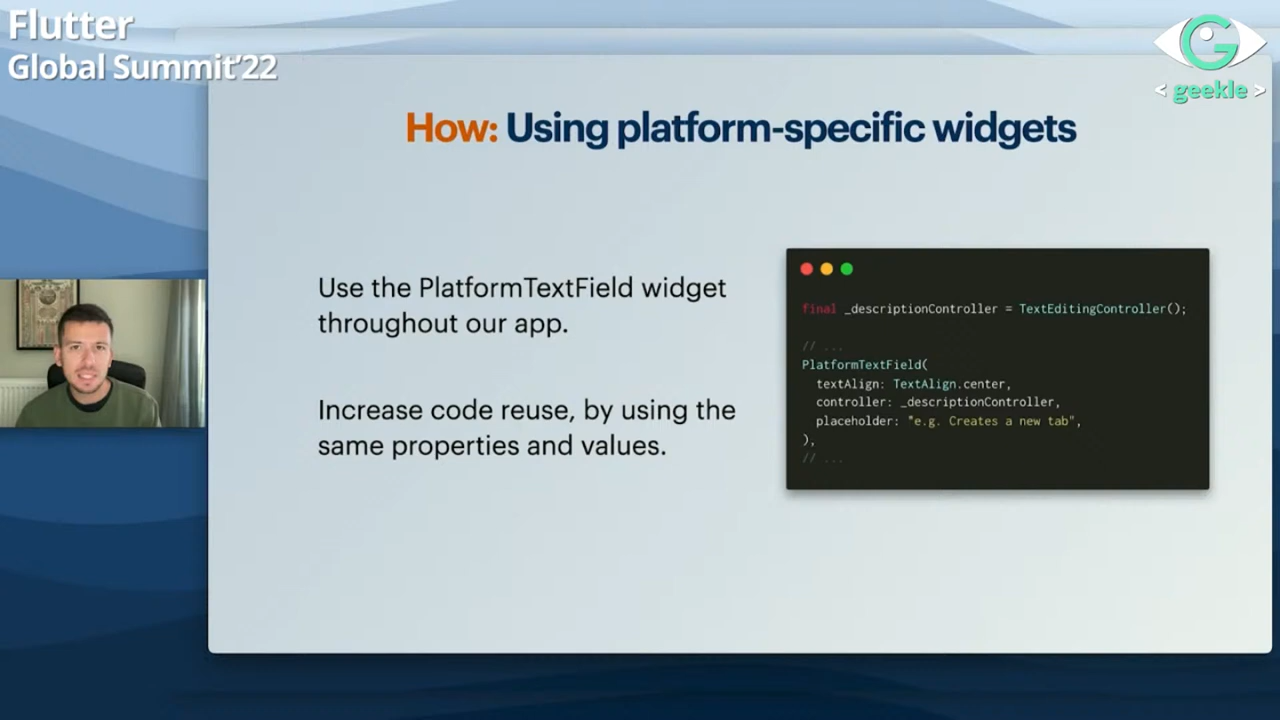 Flutter
Global Summit'22
G
< geekle >
How: Using platform-specific widgets
Use the PlatformTextField widget
throughout our app.
Increase code reuse, by using the
same properties and values.
final _descriptionController = TextEditingController();
// ...
PlatformTextField(
  textAlign: TextAlign.center,
  controller: _descriptionController,
  placeholder: "e.g. Creates a new tab",
),
// ...